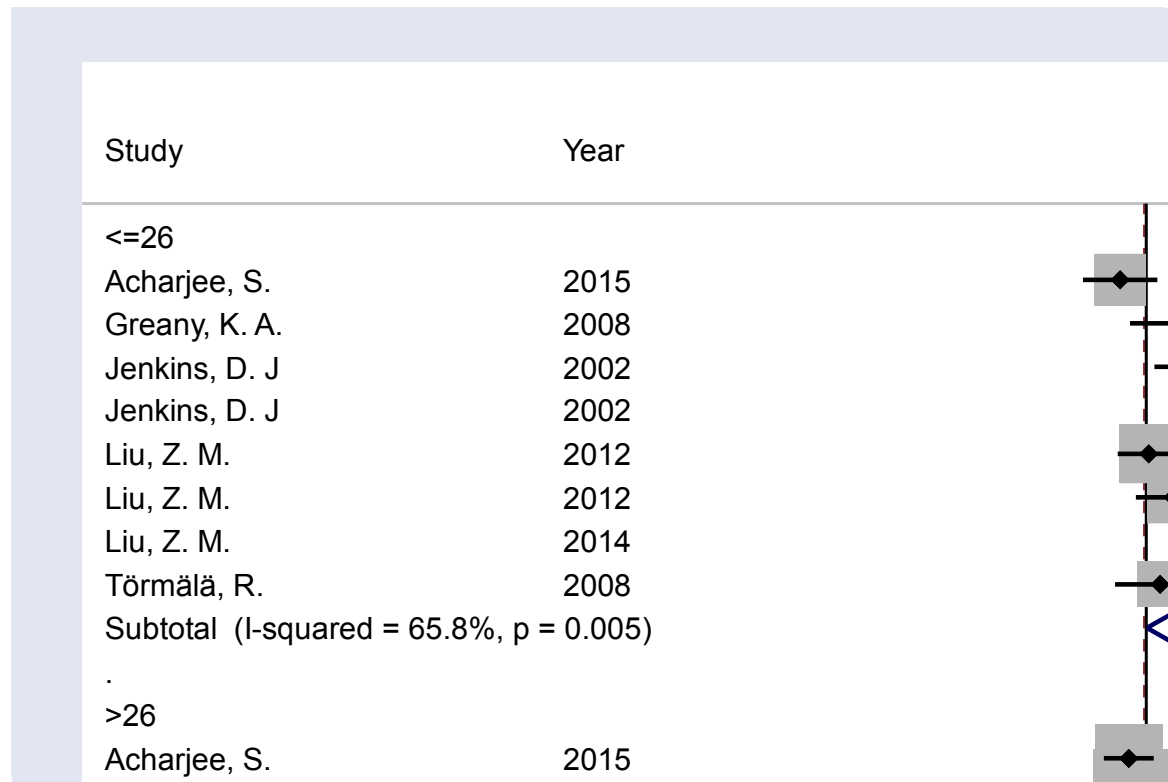 Study Year
<=26
Acharjee, S. 2015
Greany, K. A. 2008
Jenkins, D. J 2002
Jenkins, D. J 2002
Liu, Z. M. 2012
Liu, Z. M. 2012
Liu, Z. M. 2014
Törmälä, R. 2008
Subtotal (I-squared = 65.8%, p = 0.005)
.
>26
Acharjee, S. 2015